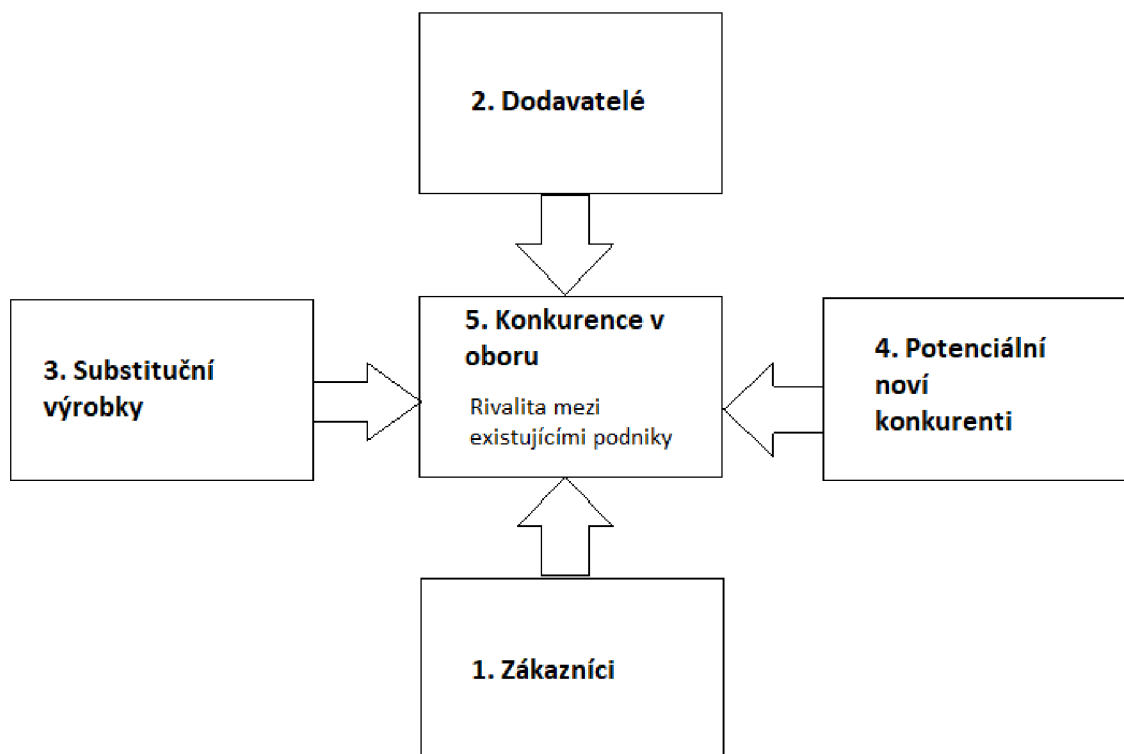 2. Dodavatelé
3. Substituční
výrobky
5. Konkurence v
oboru
Rivalita mezi
existujícími podniky
4. Potenciální
noví
konkurenti
1. Zákazníci